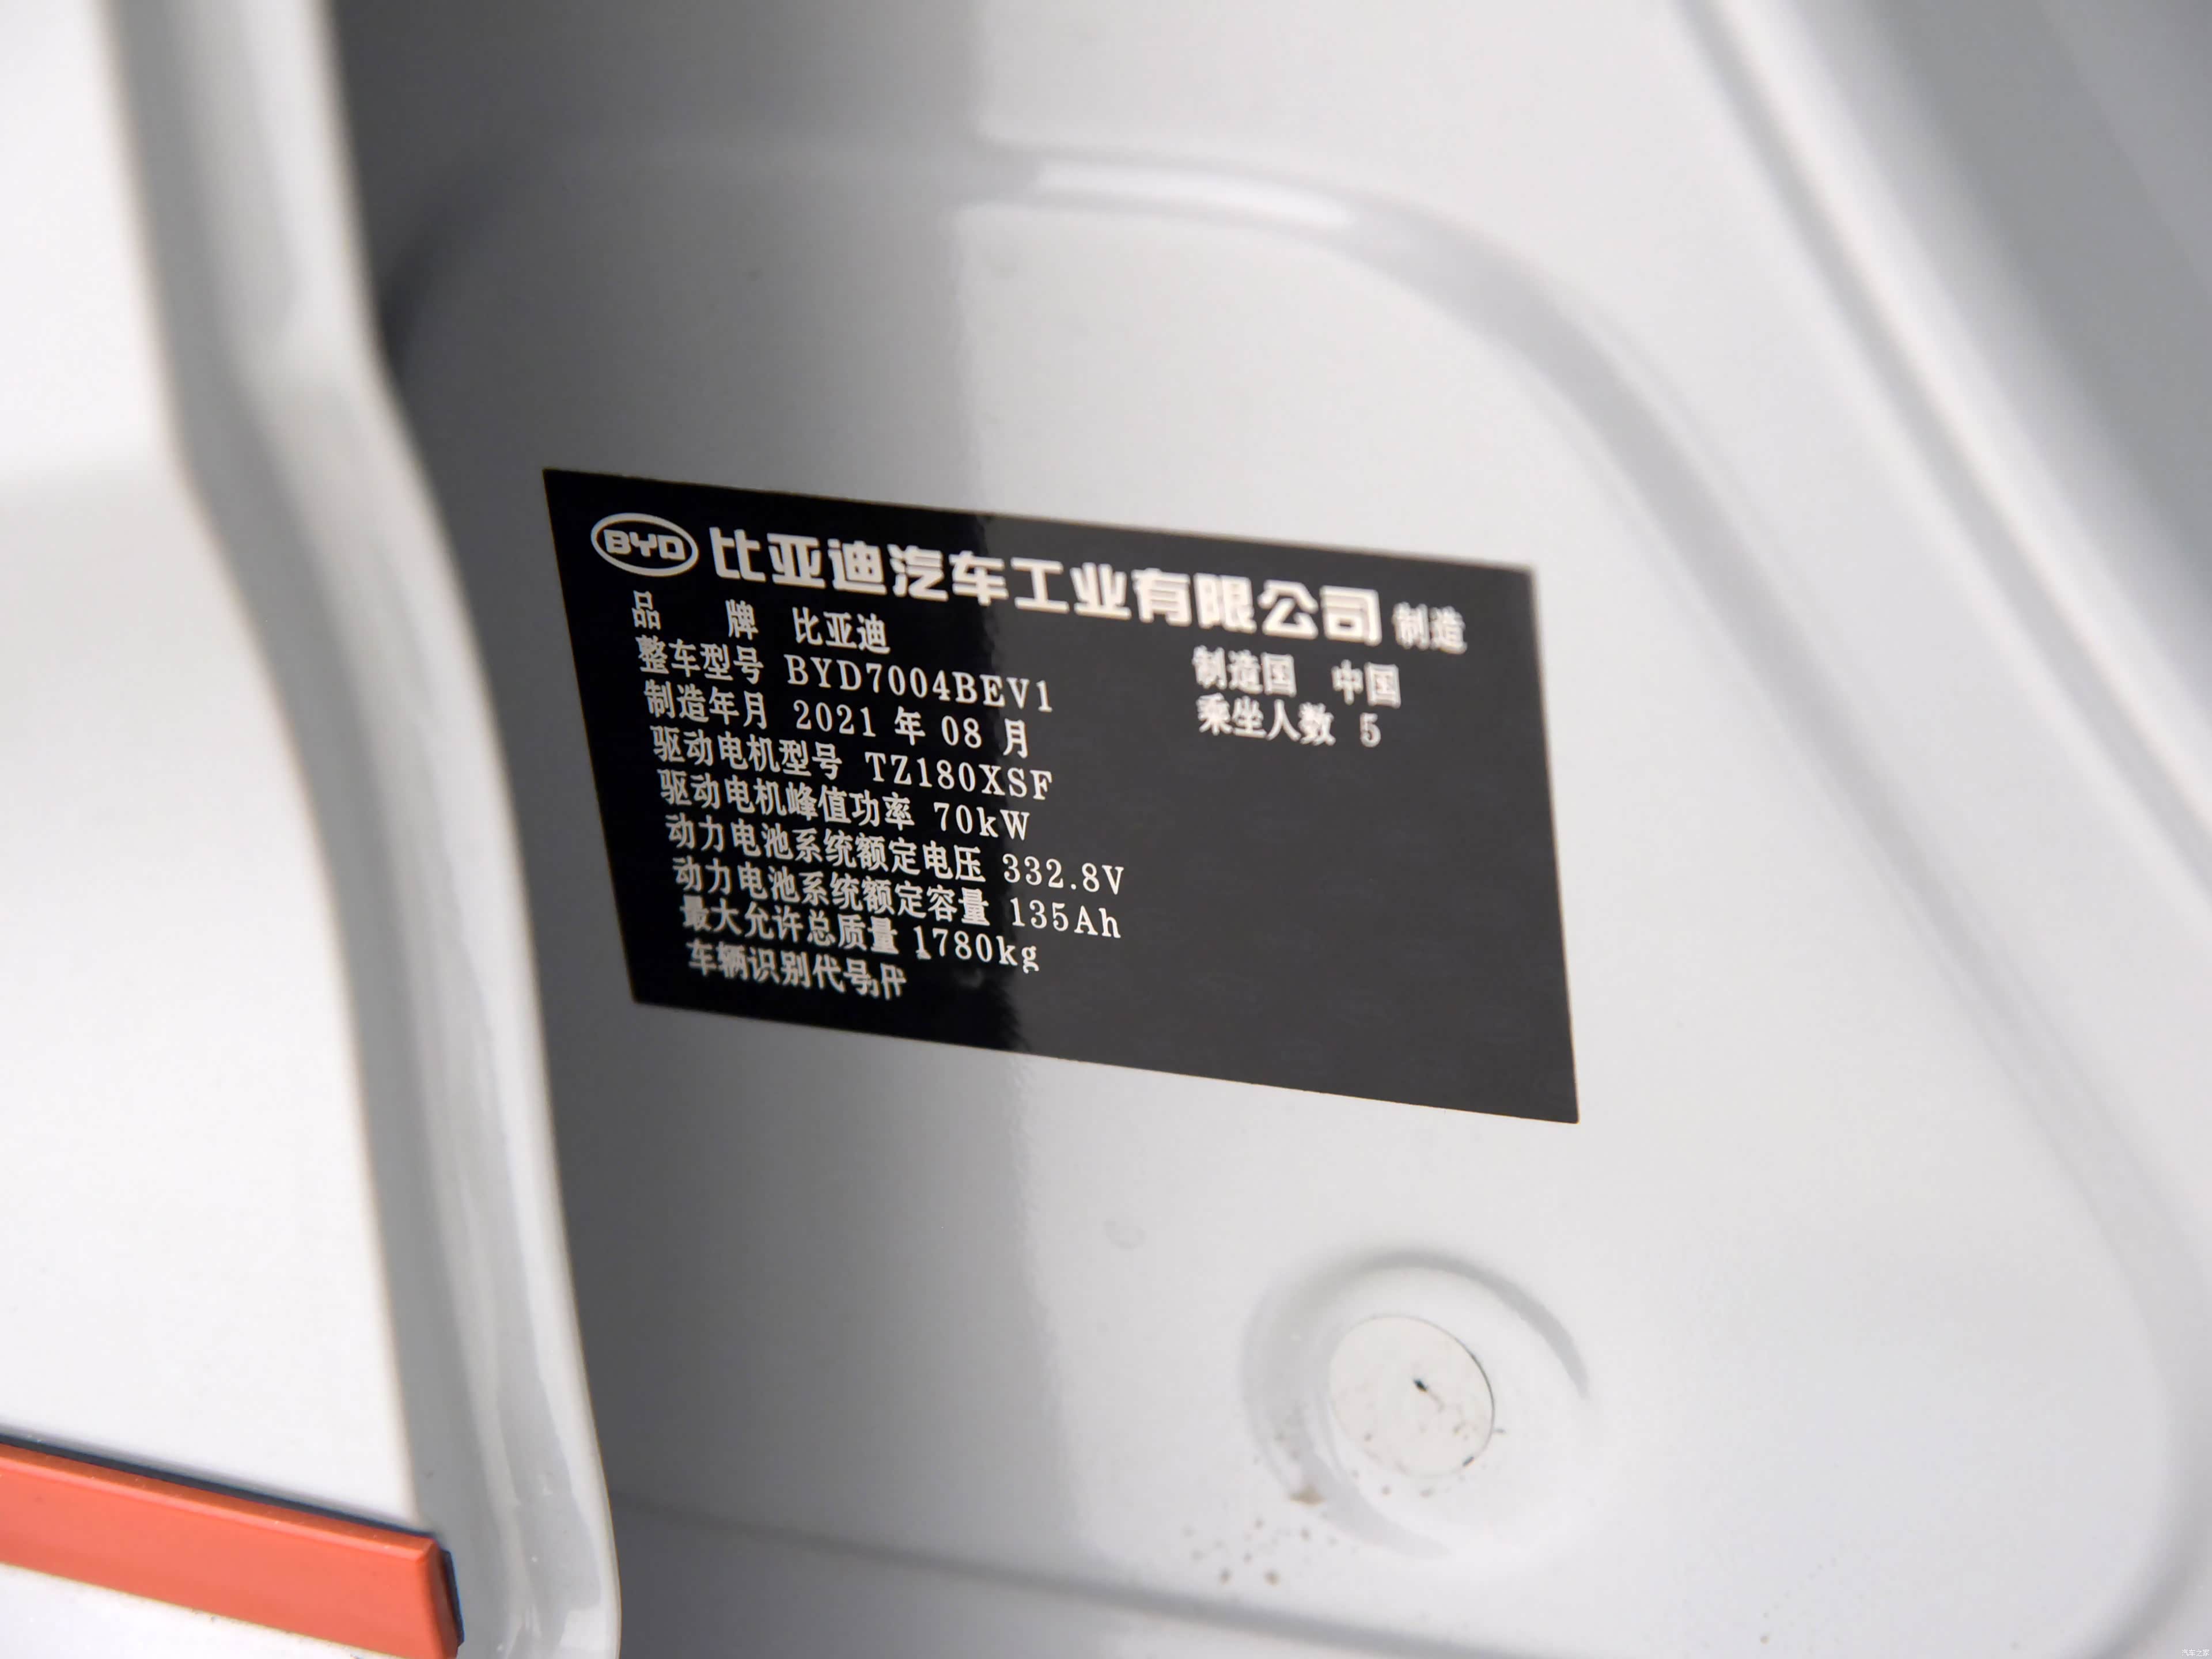 BYD 比亚迪汽车工业有限公司 制造
品 牌 比亚迪
制造国 中国
整车型号 BYD7004BEV1
乘坐人数 5
制造年月 2021 年 08 月
驱动电机型号 TZ180XSF
驱动电机峰值功率 70kW
动力电池系统额定电压 332.8V
动力电池系统额定容量 135Ah
最大允许总质量 1780kg
车辆识别代号
汽车之家